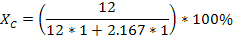 X_C = (12 / (12 * 1 + 2.167 * 1)) * 100%